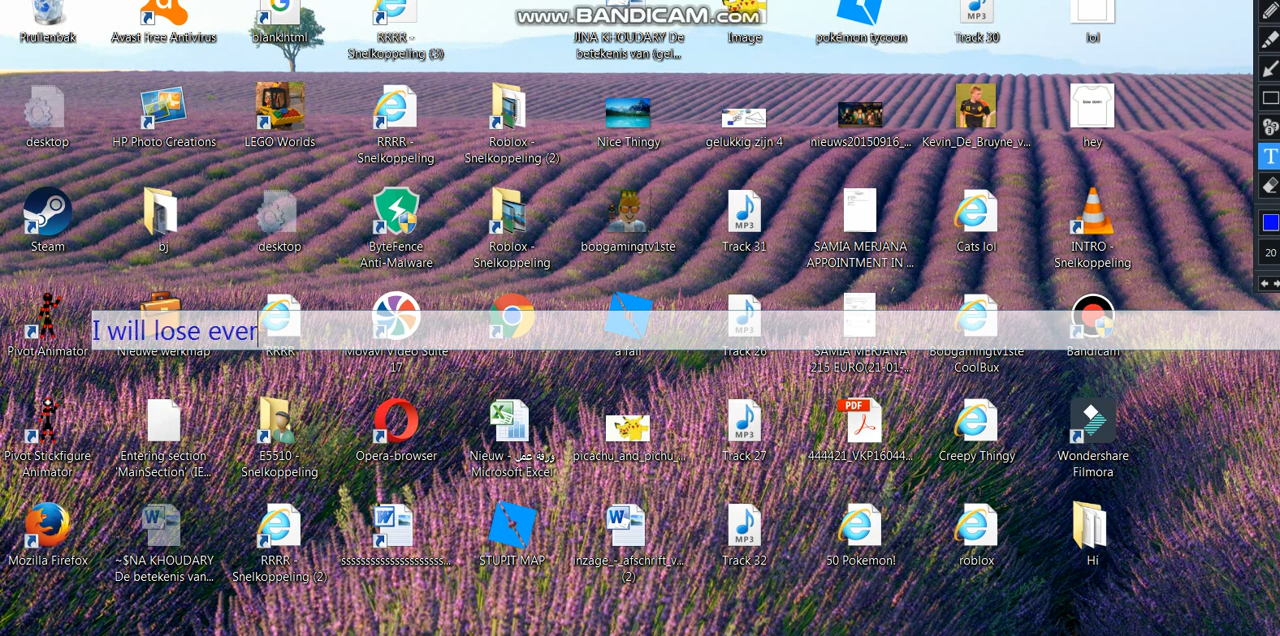 www.BANDICAM.com
Prullenbak
Avast Free Antivirus
blankhtml
RRRR -
Snelkoppeling (3)
JINA KHOUDARY De
betekenis van (gel...
Image
pokémon tycoon
MP3
Track 30
lol
desktop
HP Photo Creations
LEGO Worlds
RRRR -
Snelkoppeling
Roblox -
Snelkoppeling (2)
Nice Thingy
gelukkig zijn 4
nieuws20150916_...
Kevin_De_Bruyne_v...
hey
Steam
bj
desktop
ByteFence
Anti-Malware
Roblox -
Snelkoppeling
bobgamingtv1ste
MP3
Track 31
SAMIA MERJANA
APPOINTMENT IN ...
Cats lol
INTRO -
Snelkoppeling
T
20
I will lose ever
Pivot Animator
Nieuwe werkmap
RRRR
Movavi Video Suite
17
a fail
Track 26
SAMIA MERJANA
215 EURO(21-01-...
Bobgamingtv1ste
CoolBux
Bandicam
Pivot Stickfigure
Animator
Entering section
'MainSection' (IE...
E5510 -
Snelkoppeling
Opera-browser
Nieuw - ورقة عمل
Microsoft Excel
picachu_and_pichu_...
MP3
Track 27
PDF
444421_VKP16044...
Creepy Thingy
Wondershare
Filmora
Mozilla Firefox
~$NA KHOUDARY
De betekenis van...
RRRR -
Snelkoppeling (2)
sssssssssssssssssssss...
STUPIT MAP
inzage_-_afschrift_v...
(2)
MP3
Track 32
50 Pokemon!
roblox
Hi